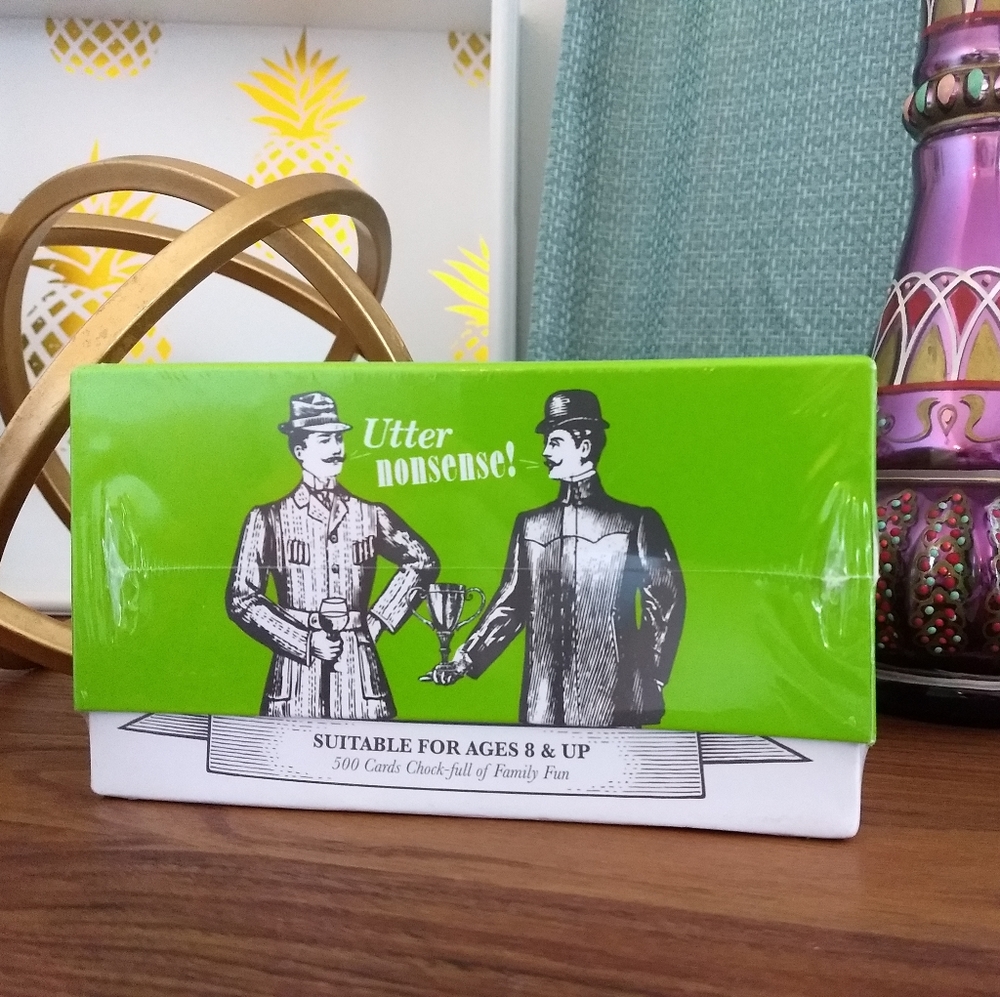 Utter
nonsense!
SUITABLE FOR AGES 8 & UP
500 Cards Chock-full of Family Fun